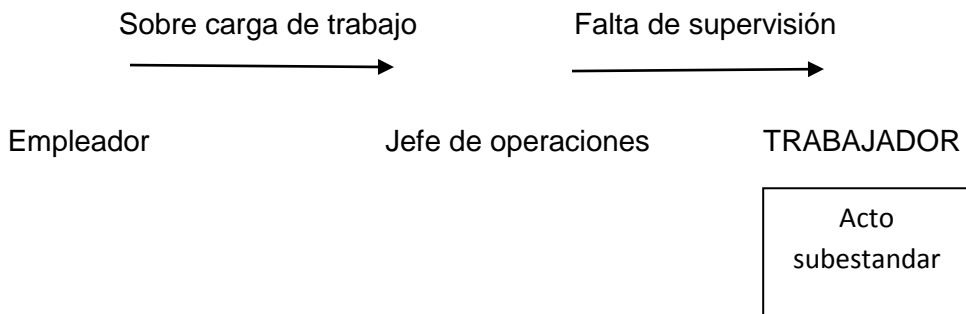 Sobre carga de trabajo Falta de supervisión
Empleador Jefe de operaciones TRABAJADOR
Acto
subestandar